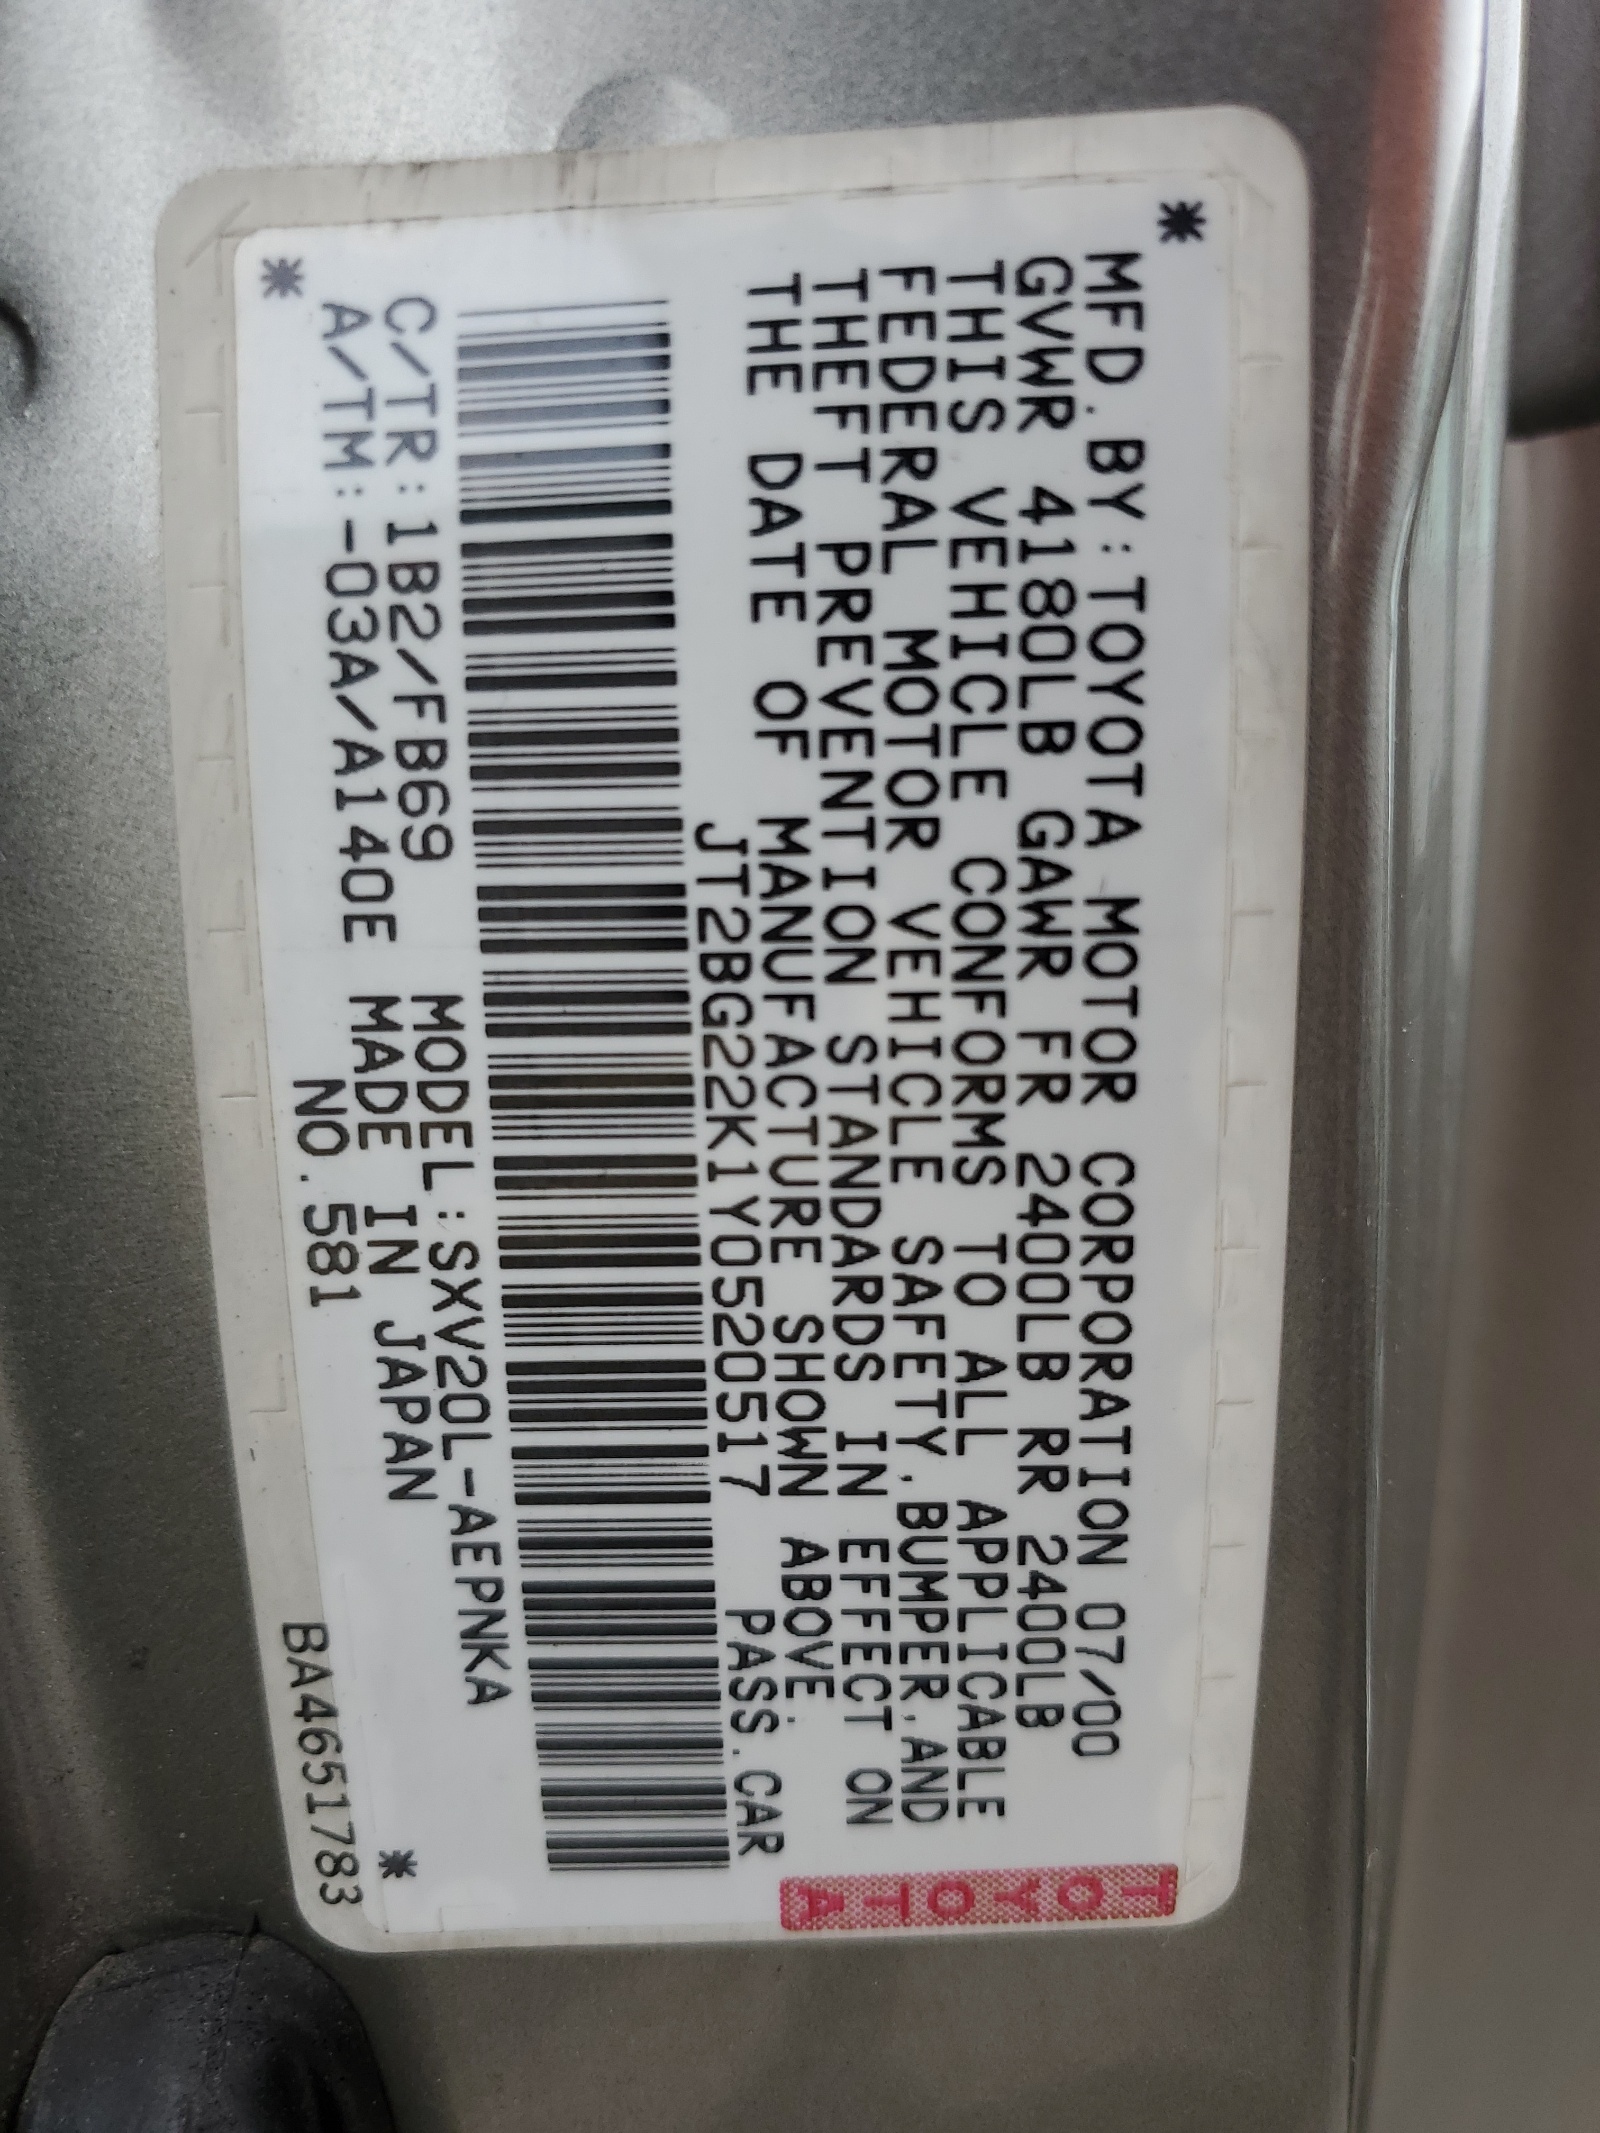 MFD. BY: TOYOTA MOTOR CORPORATION 07/00
GVWR 4180LB GAWR FR 2400LB RR 2400LB
THIS VEHICLE CONFORMS TO ALL APPLICABLE
FEDERAL MOTOR VEHICLE SAFETY, BUMPER, AND
THEFT PREVENTION STANDARDS IN EFFECT ON
THE DATE OF MANUFACTURE SHOWN ABOVE.
TOYOTA
JT2BG22K1Y0520517 PASS. CAR
C/TR: 1B2/FB69 MODEL: SXV20L-AEPNKA
A/TM: -03A/A140E MADE IN JAPAN
NO. 581
BA4651783